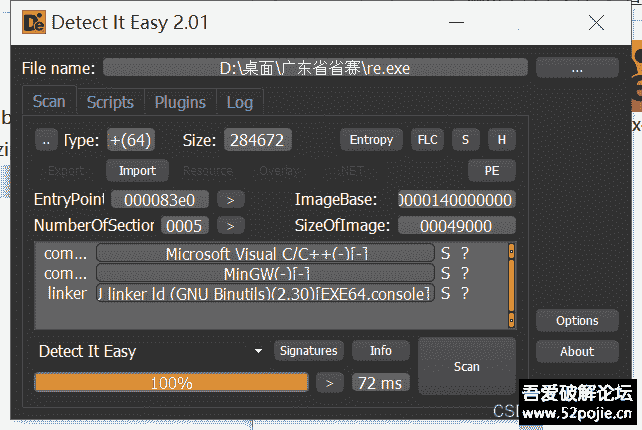 Detect It Easy 2.01
File name: D:\桌面\广东省省赛\re.exe ...
Scan Scripts Plugins Log
.. Type: +(64) Size: 284672 Entropy FLC S H
Export Import Resource Overlay .NET PE
EntryPoint 000083e0 > ImageBase: 0000140000000
NumberOfSection 0005 > SizeOfImage: 00049000
com... Microsoft Visual C/C++(-)[-] S ?
com... MinGW(-)[-] S ?
linker linker ld (GNU Binutils)(2.30)[EXE64,console] S ?
Options
Detect It Easy Signatures Info Scan About
100% > 72 ms
吾爱破解论坛
www.52pojie.cn